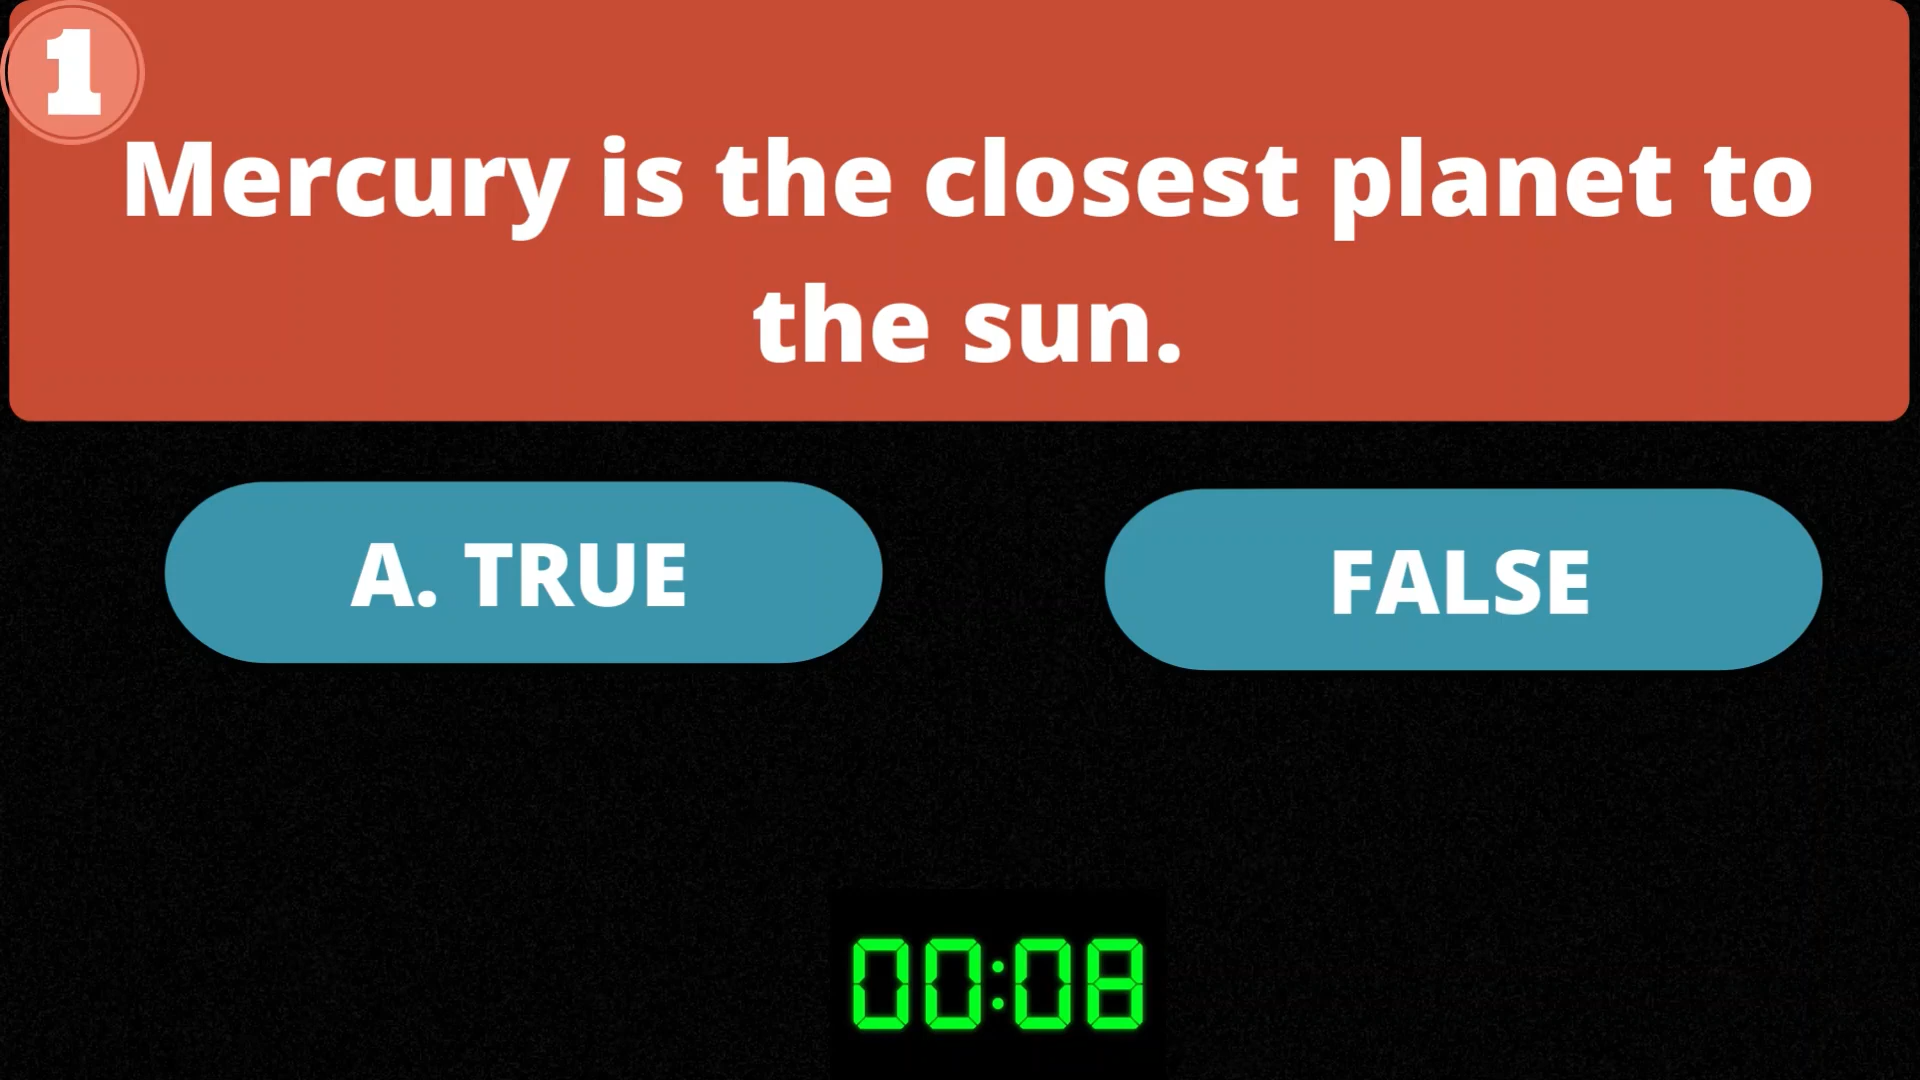 1
Mercury is the closest planet to
the sun.
A. TRUE
FALSE
00:08